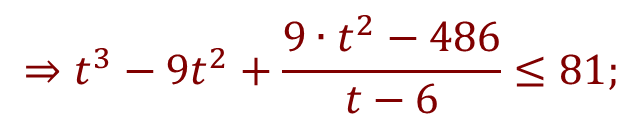 ⇒ t³ − 9t² + (9 · t² − 486)/(t − 6) ≤ 81;